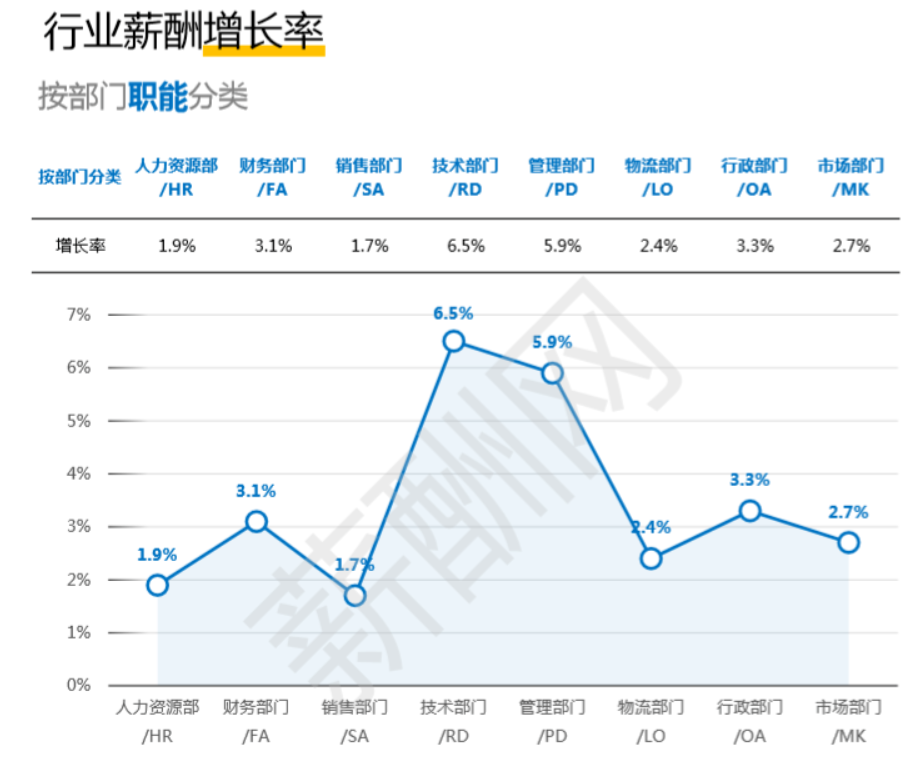 行业薪酬增长率
按部门职能分类
按部门分类 人力资源部/HR 财务部门/FA 销售部门/SA 技术部门/RD 管理部门/PD 物流部门/LO 行政部门/OA 市场部门/MK
增长率 1.9% 3.1% 1.7% 6.5% 5.9% 2.4% 3.3% 2.7%
7%
6%
5%
4%
3%
2%
1%
0%
1.9% 3.1% 1.7% 6.5% 5.9% 2.4% 3.3% 2.7%
人力资源部 财务部门 销售部门 技术部门 管理部门 物流部门 行政部门 市场部门
/HR /FA /SA /RD /PD /LO /OA /MK
薪酬网